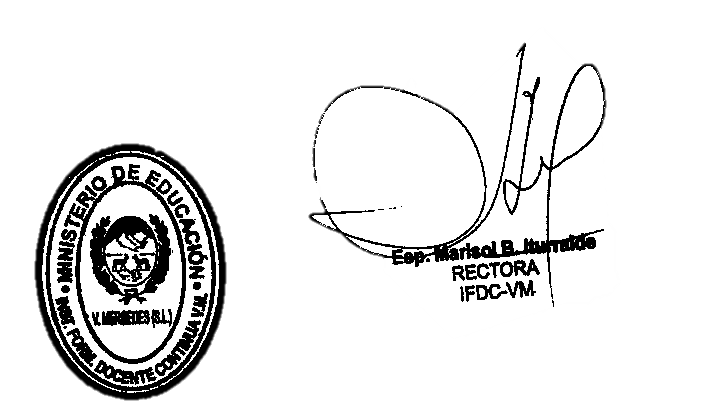 MINISTERIO DE EDUCACIÓN
V. MERCEDES (S.L.)
INST. FORM. DOCENTE CONTINUA V.M.
Esp. Marisol B. Iturralde
RECTORA
IFDC-VM